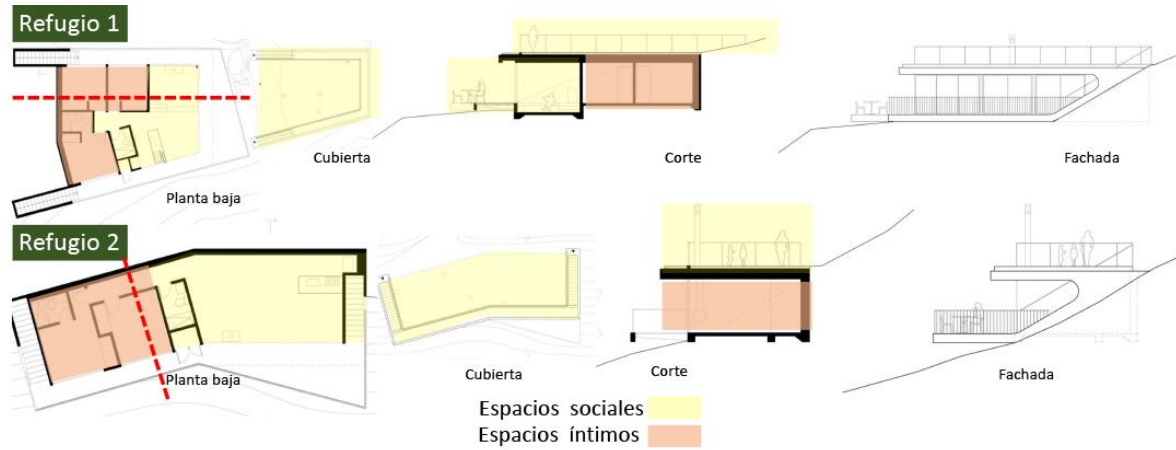 Refugio 1
Planta baja
Cubierta
Corte
Fachada
Refugio 2
Planta baja
Cubierta
Corte
Fachada
Espacios sociales
Espacios íntimos